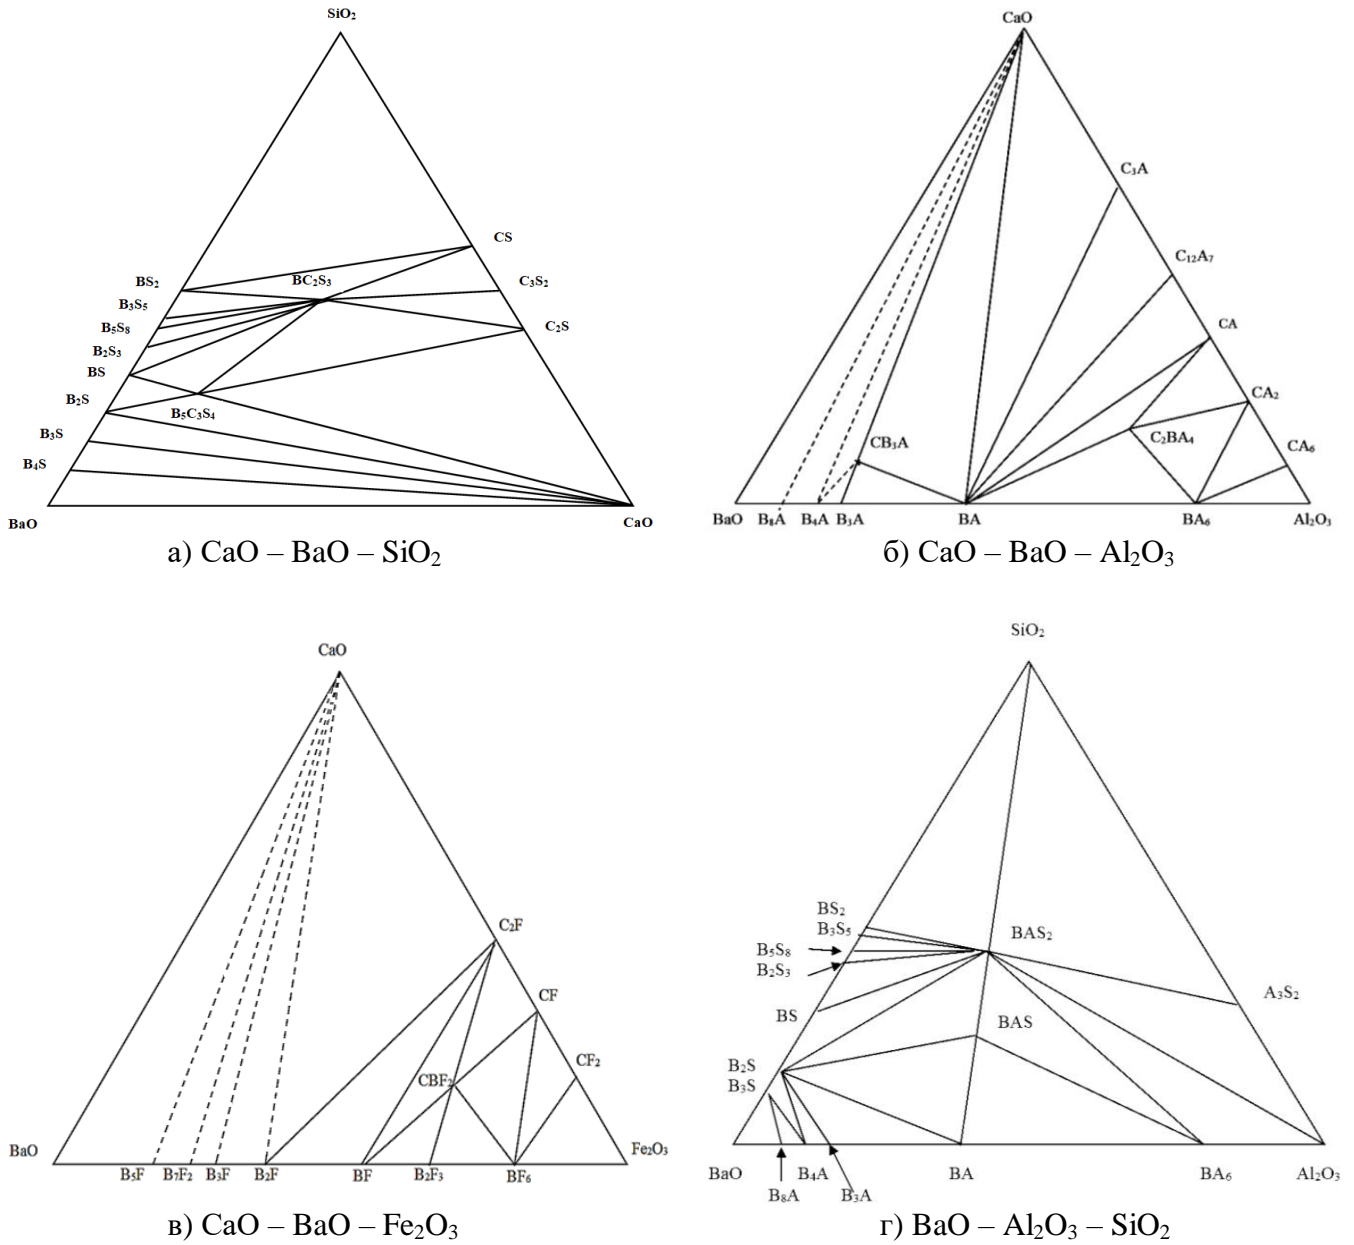 SiO₂
CS
BS₂
BC₂S₃
C₃S₂
B₃S₅
B₅S₈
C₂S
B₂S₃
BS
B₂S
B₅C₃S₄
B₃S
B₄S
BaO
CaO
а) CaO – BaO – SiO₂
CaO
C₃A
C₁₂A₇
CA
CA₂
CB₃A
C₂BA₄
CA₆
BaO B₈A B₄A B₃A BA BA₆ Al₂O₃
б) CaO – BaO – Al₂O₃
CaO
C₂F
CF
CF₂
CBF₂
BaO
Fe₂O₃
B₅F B₇F₂ B₃F B₂F BF B₂F₃ BF₆
в) CaO – BaO – Fe₂O₃
SiO₂
BS₂
B₃S₅
BAS₂
B₅S₈
B₂S₃
A₃S₂
BS
BAS
B₂S
B₃S
BaO B₄A BA BA₆ Al₂O₃
B₈A B₃A
г) BaO – Al₂O₃ – SiO₂